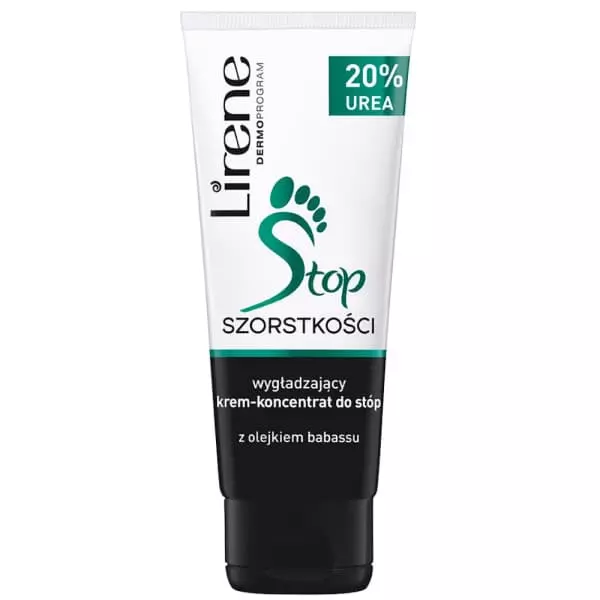 20%
UREA
Lirene
DERMOPROGRAM
Stop
SZORSTKOŚCI
wygładzający
krem-koncentrat do stóp
z olejkiem babassu